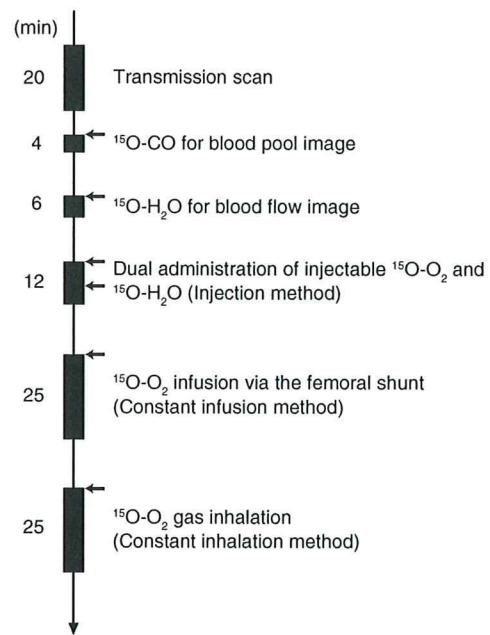 (min)
20 Transmission scan
4 ¹⁵O-CO for blood pool image
6 ¹⁵O-H₂O for blood flow image
12 Dual administration of injectable ¹⁵O-O₂ and
¹⁵O-H₂O (Injection method)
25 ¹⁵O-O₂ infusion via the femoral shunt
(Constant infusion method)
25 ¹⁵O-O₂ gas inhalation
(Constant inhalation method)